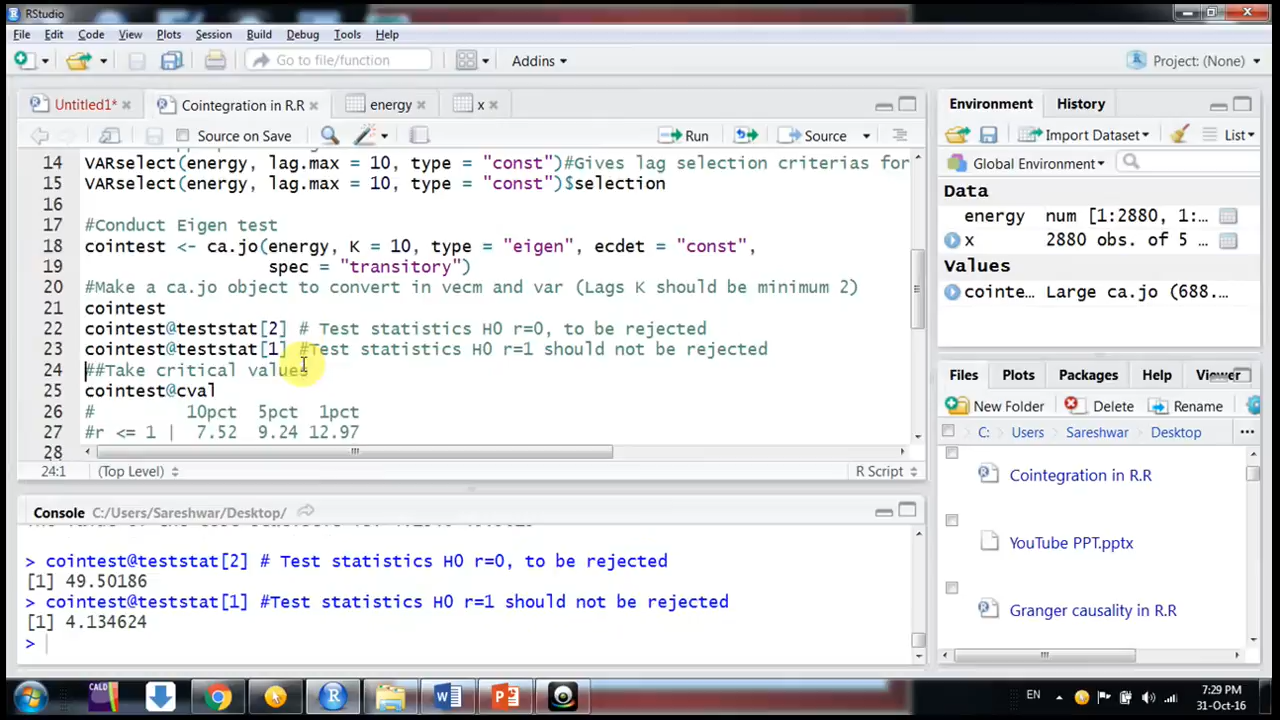 RStudio
File Edit Code View Plots Session Build Debug Tools Help
Go to file/function Addins Project: (None)
Untitled1* Cointegration in R.R energy x
Source on Save Run Source
14 VARselect(energy, lag.max = 10, type = "const")#Gives lag selection criterias for
15 VARselect(energy, lag.max = 10, type = "const")$selection
16
17 #Conduct Eigen test
18 cointest <- ca.jo(energy, K = 10, type = "eigen", ecdet = "const",
19 spec = "transitory")
20 #Make a ca.jo object to convert in vecm and var (Lags K should be minimum 2)
21 cointest
22 cointest@teststat[2] # Test statistics H0 r=0, to be rejected
23 cointest@teststat[1] #Test statistics H0 r=1 should not be rejected
24 ##Take critical values
25 cointest@cval
26 # 10pct 5pct 1pct
27 #r <= 1 | 7.52 9.24 12.97
28
24:1 (Top Level) R Script
Console C:/Users/Sareshwar/Desktop/
> cointest@teststat[2] # Test statistics H0 r=0, to be rejected
[1] 49.50186
> cointest@teststat[1] #Test statistics H0 r=1 should not be rejected
[1] 4.134624
>
Environment History
Import Dataset List
Global Environment
Data
energy num [1:2880, 1:…
x 2880 obs. of 5 …
Values
cointe… Large ca.jo (688.…
Files Plots Packages Help Viewer
New Folder Delete Rename
C: Users Sareshwar Desktop ...
Cointegration in R.R
YouTube PPT.pptx
Granger causality in R.R
CALD
EN 7:29 PM
31-Oct-16